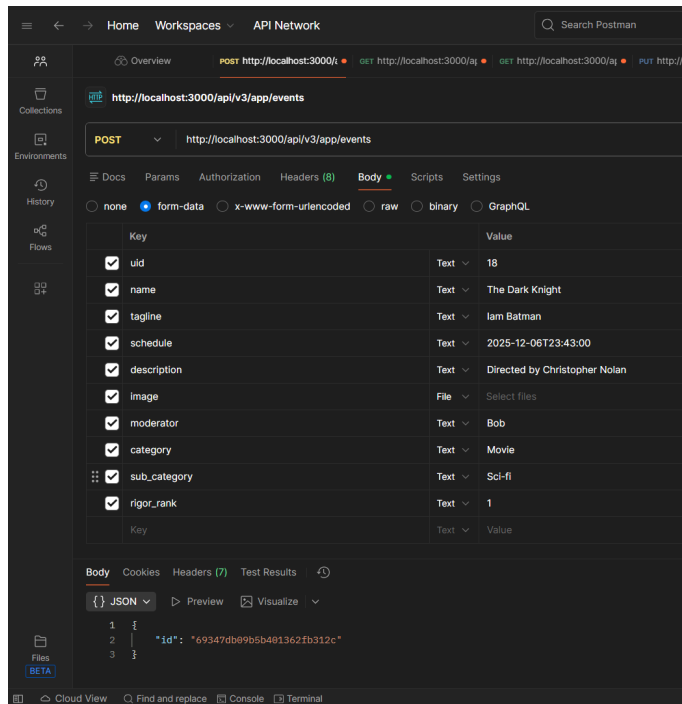 Home Workspaces API Network Search Postman
Overview POST http://localhost:3000/a GET http://localhost:3000/ap GET http://localhost:3000/ap PUT http://
Collections
Environments
History
Flows
HTTP http://localhost:3000/api/v3/app/events
POST http://localhost:3000/api/v3/app/events
Docs Params Authorization Headers (8) Body Scripts Settings
none form-data x-www-form-urlencoded raw binary GraphQL
Key Value
uid Text 18
name Text The Dark Knight
tagline Text Iam Batman
schedule Text 2025-12-06T23:43:00
description Text Directed by Christopher Nolan
image File Select files
moderator Text Bob
category Text Movie
sub_category Text Sci-fi
rigor_rank Text 1
Key Text Value
Body Cookies Headers (7) Test Results
{} JSON Preview Visualize
1 {
2 "id": "69347db09b5b401362fb312c"
3 }
Files
BETA
Cloud View Find and replace Console Terminal